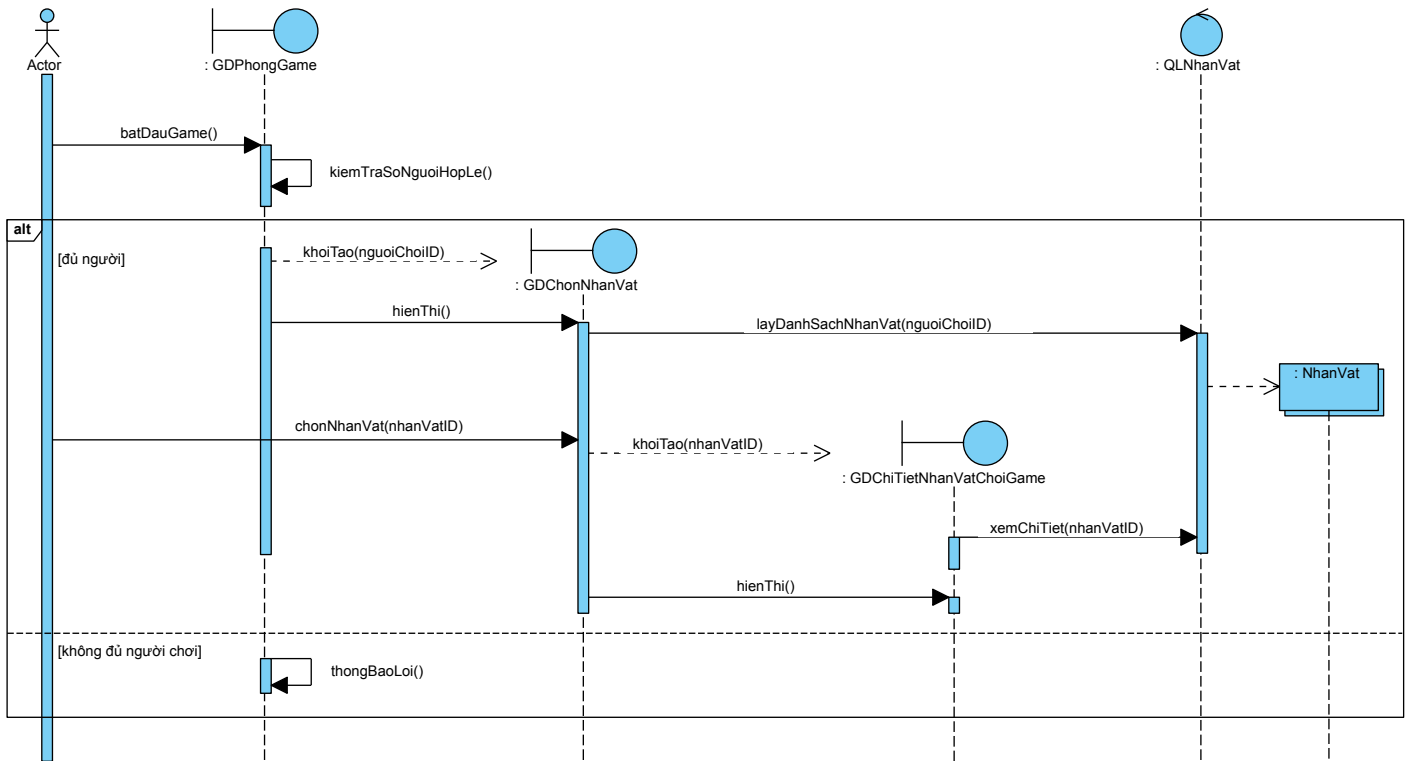 Actor
: GDPhongGame
: QLNhanVat
batDauGame()
kiemTraSoNguoiHopLe()
alt
[đủ người]
khoiTao(nguoiChoiID)
: GDChonNhanVat
hienThi()
layDanhSachNhanVat(nguoiChoiID)
: NhanVat
chonNhanVat(nhanVatID)
khoiTao(nhanVatID)
: GDChiTietNhanVatChoiGame
xemChiTiet(nhanVatID)
hienThi()
[không đủ người chơi]
thongBaoLoi()